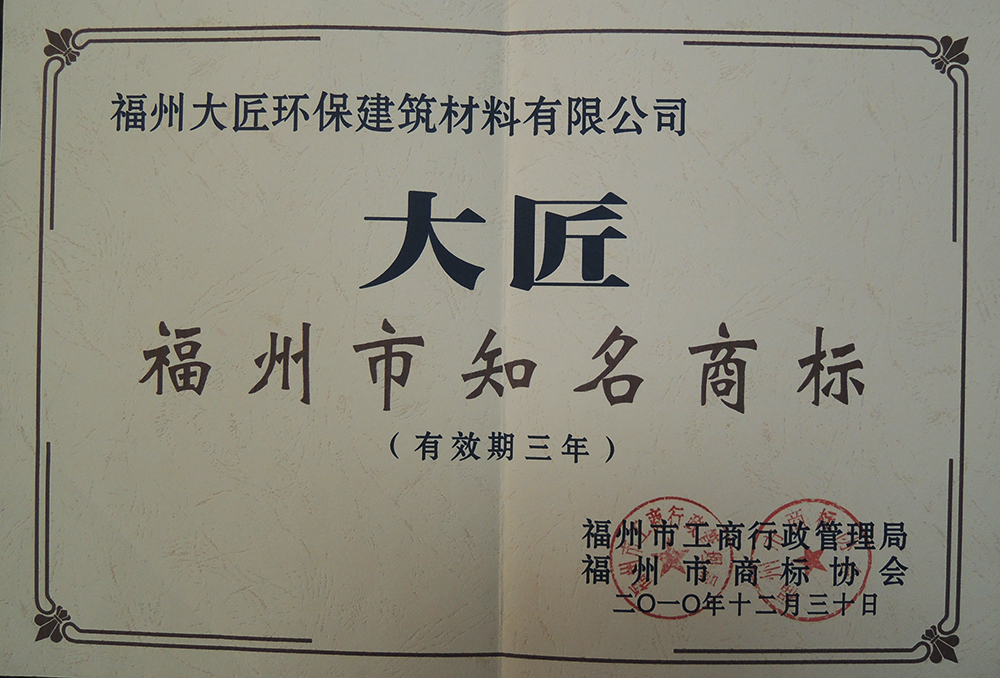 福州大匠环保建筑材料有限公司
大匠
福州市知名商标
（有效期三年）
福州市工商行政管理局
福州市商标协会
二〇一〇年十二月三十日